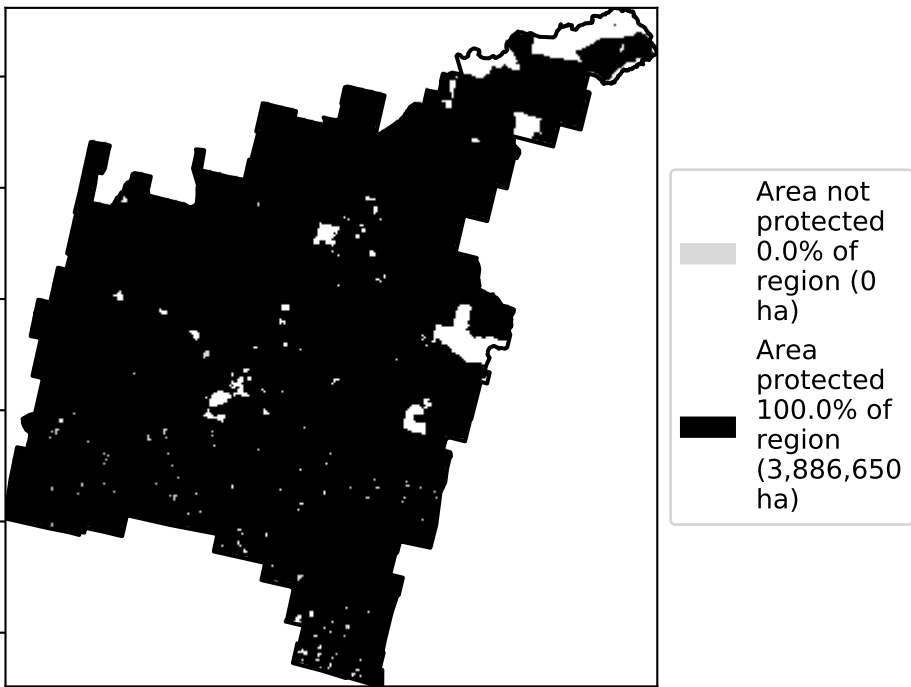 Area not
protected
0.0% of
region (0
ha)
Area
protected
100.0% of
region
(3,886,650
ha)